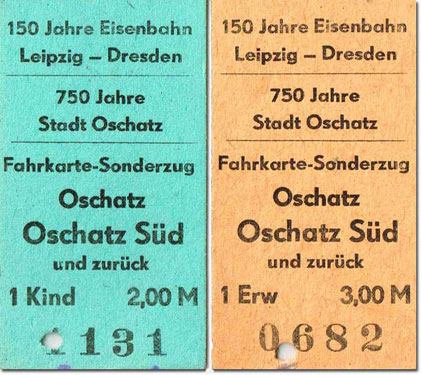 150 Jahre Eisenbahn
Leipzig – Dresden
750 Jahre
Stadt Oschatz
Fahrkarte-Sonderzug
Oschatz
Oschatz Süd
und zurück
1 Kind 2,00 M
131
150 Jahre Eisenbahn
Leipzig – Dresden
750 Jahre
Stadt Oschatz
Fahrkarte-Sonderzug
Oschatz
Oschatz Süd
und zurück
1 Erw 3,00 M
0682